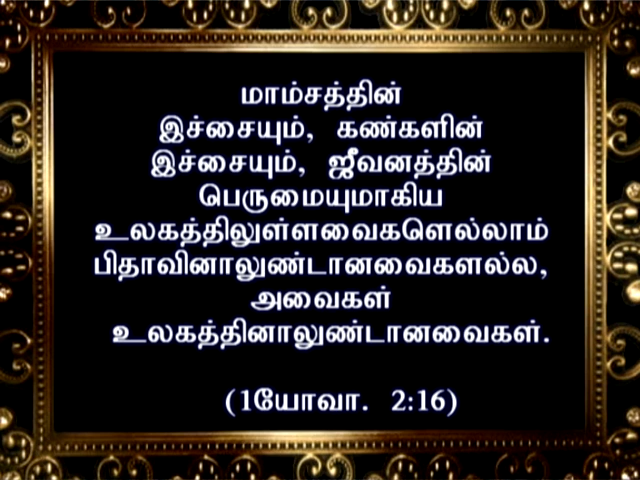 மாம்சத்தின்
இச்சையும், கண்களின்
இச்சையும், ஜீவனத்தின்
பெருமையுமாகிய
உலகத்திலுள்ளவைகளெல்லாம்
பிதாவினாலுண்டானவைகளல்ல,
அவைகள்
உலகத்தினாலுண்டானவைகள்.
(1யோவா. 2:16)